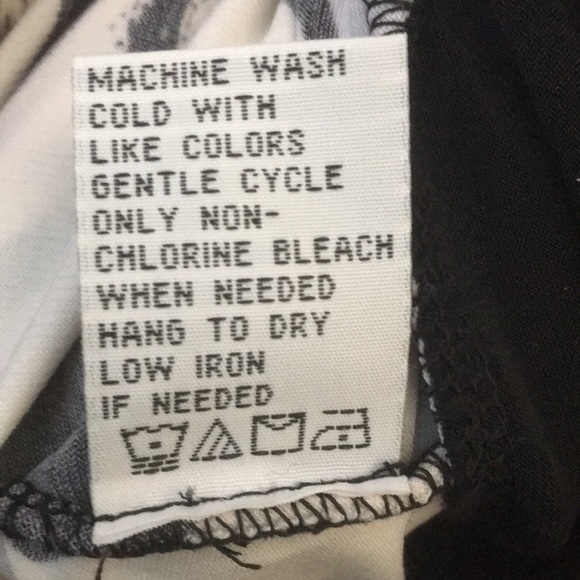 MACHINE WASH
COLD WITH
LIKE COLORS
GENTLE CYCLE
ONLY NON-
CHLORINE BLEACH
WHEN NEEDED
HANG TO DRY
LOW IRON
IF NEEDED